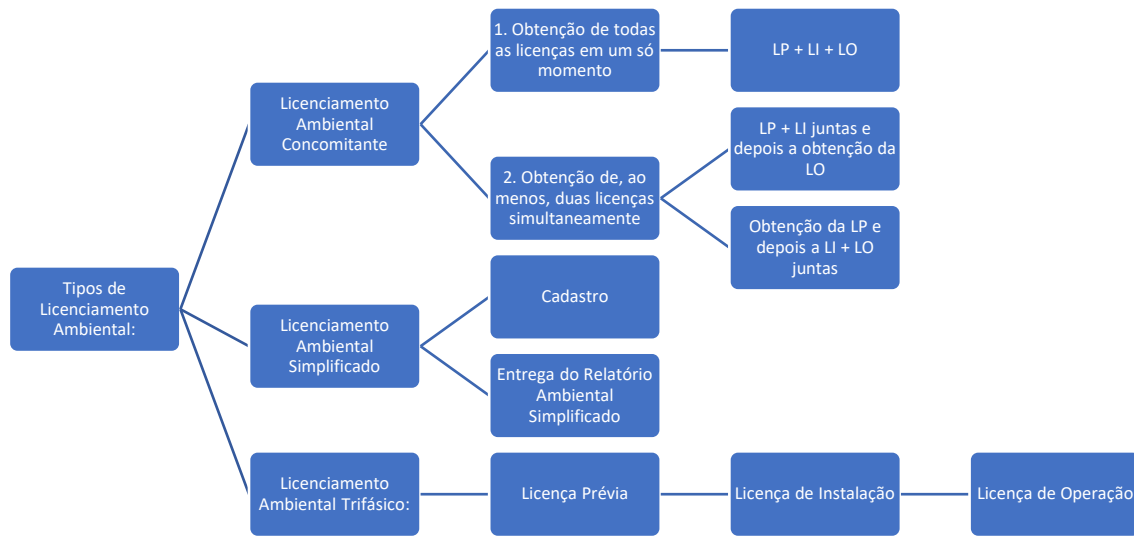 Tipos de
Licenciamento
Ambiental:
Licenciamento
Ambiental
Concomitante
1. Obtenção de todas
as licenças em um só
momento
LP + LI + LO
2. Obtenção de, ao
menos, duas licenças
simultaneamente
LP + LI juntas e
depois a obtenção da
LO
Obtenção da LP e
depois a LI + LO
juntas
Licenciamento
Ambiental
Simplificado
Cadastro
Entrega do Relatório
Ambiental
Simplificado
Licenciamento
Ambiental Trifásico:
Licença Prévia
Licença de Instalação
Licença de Operação